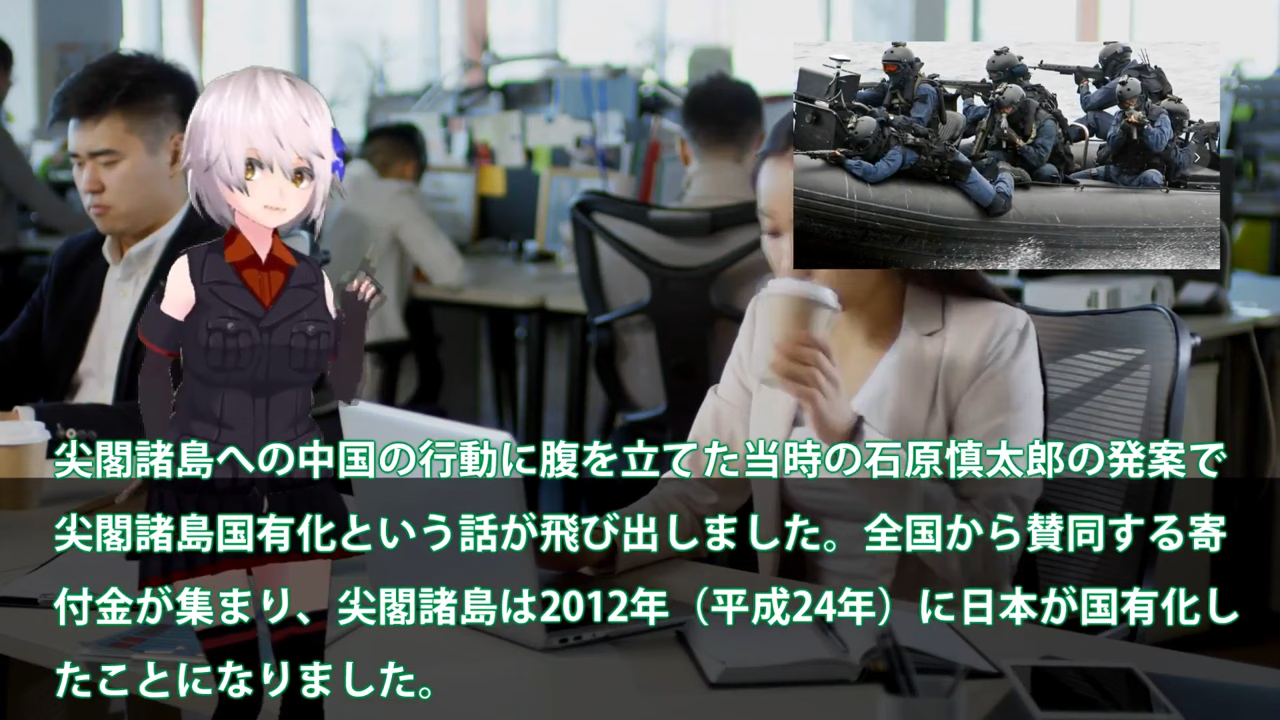 尖閣諸島への中国の行動に腹を立てた当時の石原慎太郎の発案で
尖閣諸島国有化という話が飛び出しました。全国から賛同する寄
付金が集まり、尖閣諸島は2012年（平成24年）に日本が国有化し
たことになりました。